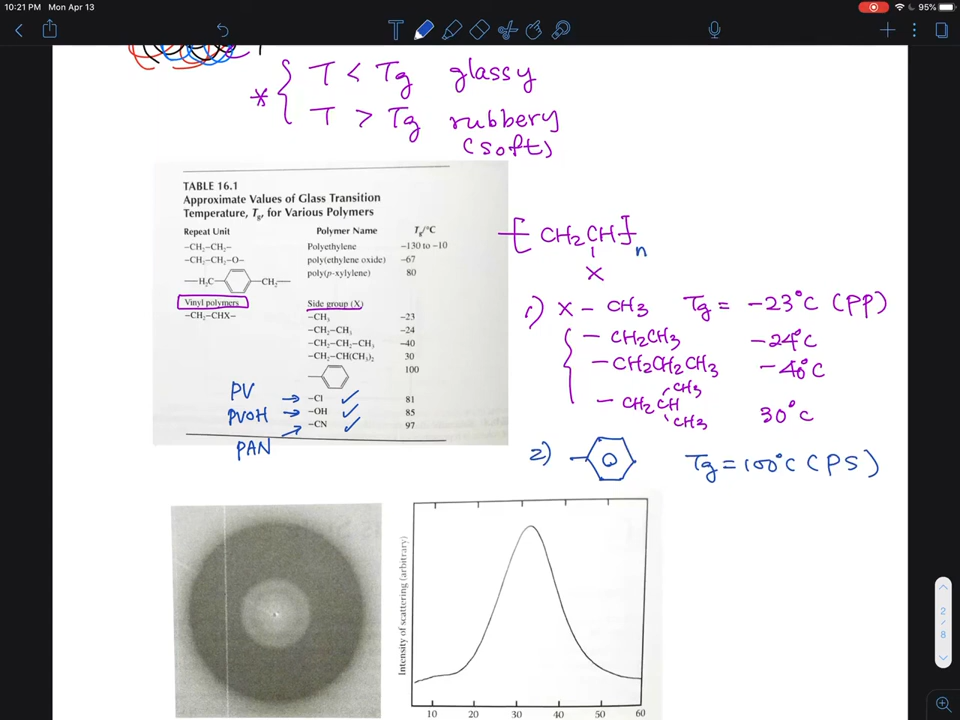 10:21 PM Mon Apr 13
95%
T < Tg glassy
* { T > Tg rubbery
(soft)
TABLE 16.1
Approximate Values of Glass Transition
Temperature, Tg, for Various Polymers
Repeat Unit Polymer Name Tg/°C
–CH₂–CH₂– Polyethylene –130 to –10
–CH₂–CH₂–O– poly(ethylene oxide) –67
–H₂C– –CH₂– poly(p-xylylene) 80
Vinyl polymers Side group (X)
–CH₂–CHX– –CH₃ –23
–CH₂–CH₃ –24
–CH₂–CH₂–CH₃ –40
–CH₂–CH(CH₃)₂ 30
100
PV → –Cl ✓ 81
PVOH → –OH ✓ 85
PAN → –CN ✓ 97
[CH₂CH]n
X
1) X – CH₃ Tg = –23°C (PP)
– CH₂CH₃ –24°C
– CH₂CH₂CH₃ –40°C
– CH₂CH CH₃ CH₃ 30°C
2) Tg = 100°C (PS)
Intensity of scattering (arbitrary)
10 20 30 40 50 60
2
/
8